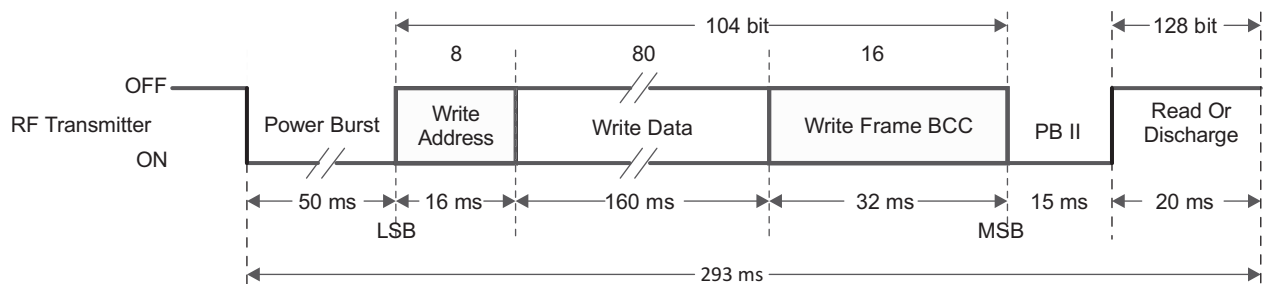 104 bit
128 bit
8
80
16
OFF
RF Transmitter
ON
Power Burst
Write
Address
Write Data
Write Frame BCC
PB II
Read Or
Discharge
50 ms
16 ms
160 ms
32 ms
15 ms
20 ms
LSB
MSB
293 ms